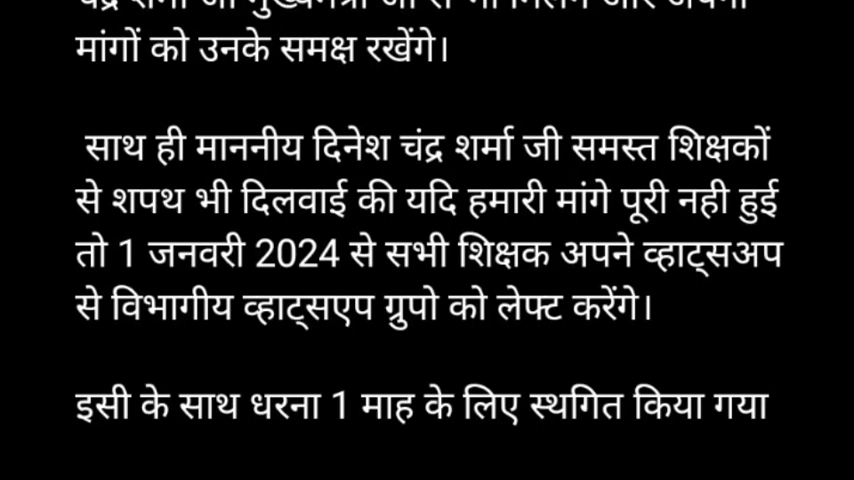 मांगों को उनके समक्ष रखेंगे।
साथ ही माननीय दिनेश चंद्र शर्मा जी समस्त शिक्षकों
से शपथ भी दिलवाई की यदि हमारी मांगे पूरी नही हुई
तो 1 जनवरी 2024 से सभी शिक्षक अपने व्हाट्सअप
से विभागीय व्हाट्सएप ग्रुपो को लेफ्ट करेंगे।
इसी के साथ धरना 1 माह के लिए स्थगित किया गया